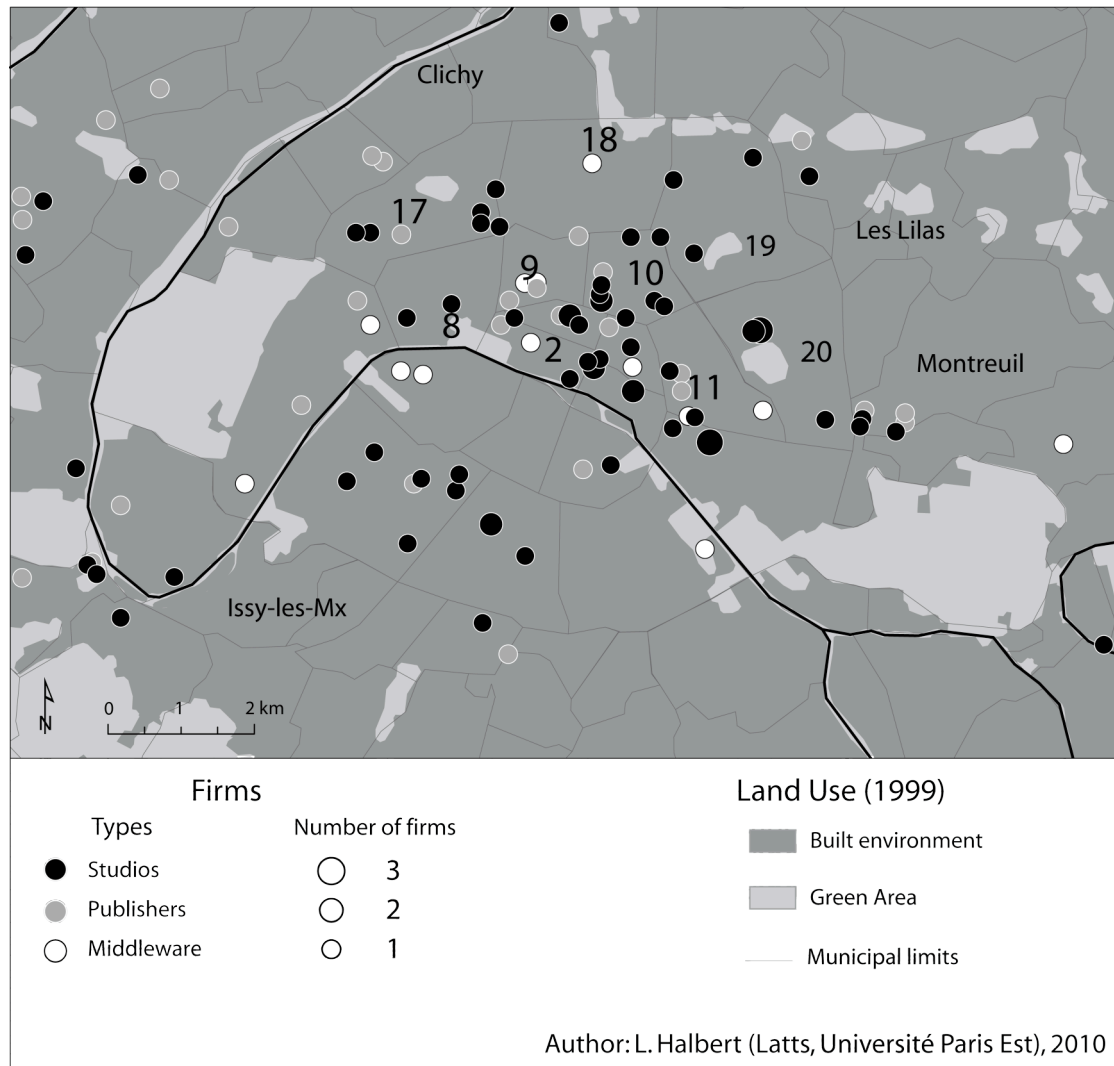 Clichy
18
17
Les Lilas
19
9
10
8
2
20
Montreuil
11
Issy-les-Mx
0 1 2 km
N
Firms
Types
Number of firms
Studios
3
Publishers
2
Middleware
1
Land Use (1999)
Built environment
Green Area
Municipal limits
Author: L. Halbert (Latts, Université Paris Est), 2010